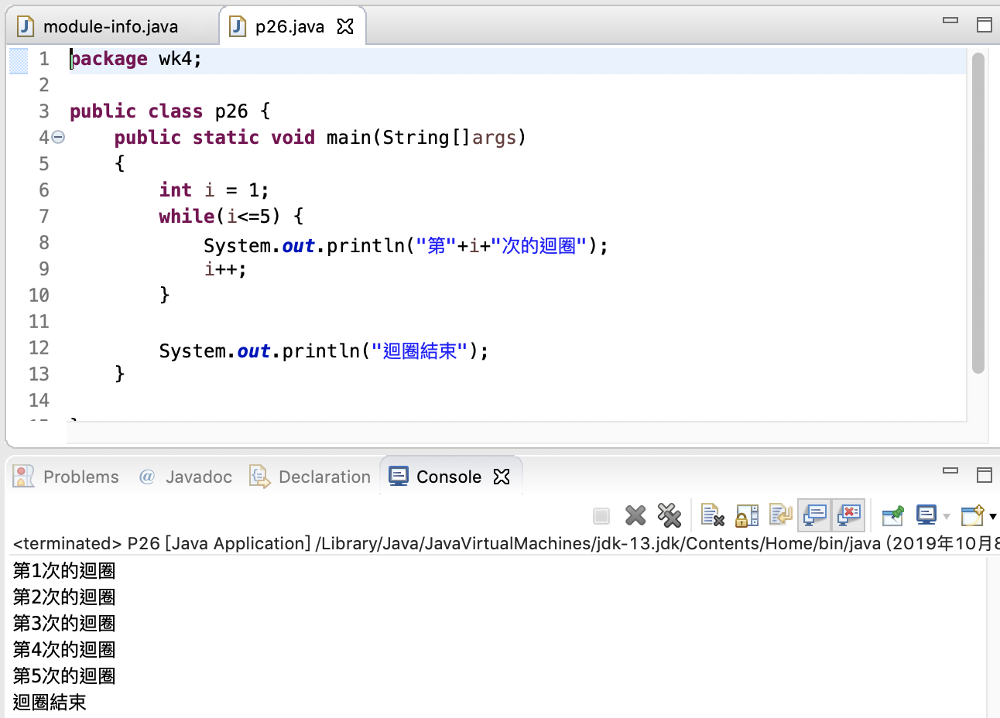 module-info.java
p26.java
1 package wk4;
2
3 public class p26 {
4 public static void main(String[]args)
5 {
6 int i = 1;
7 while(i<=5) {
8 System.out.println("第"+i+"次的迴圈");
9 i++;
10 }
11
12 System.out.println("迴圈結束");
13 }
14
Problems @ Javadoc Declaration Console
<terminated> P26 [Java Application] /Library/Java/JavaVirtualMachines/jdk-13.jdk/Contents/Home/bin/java (2019年10月8
第1次的迴圈
第2次的迴圈
第3次的迴圈
第4次的迴圈
第5次的迴圈
迴圈結束